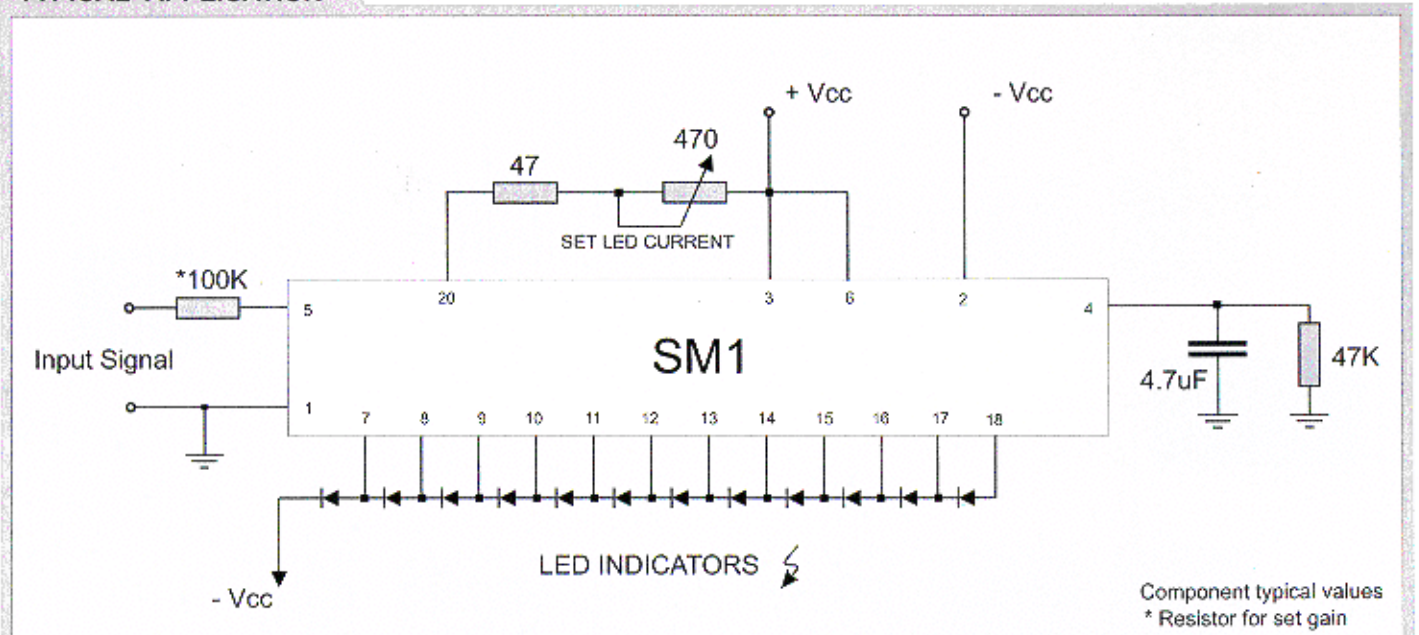 + Vcc
- Vcc
470
47
SET LED CURRENT
*100K
20
3
6
2
5
4
Input Signal
SM1
4.7uF
47K
1
7 8 9 10 11 12 13 14 15 16 17 18
LED INDICATORS
- Vcc
Component typical values
* Resistor for set gain